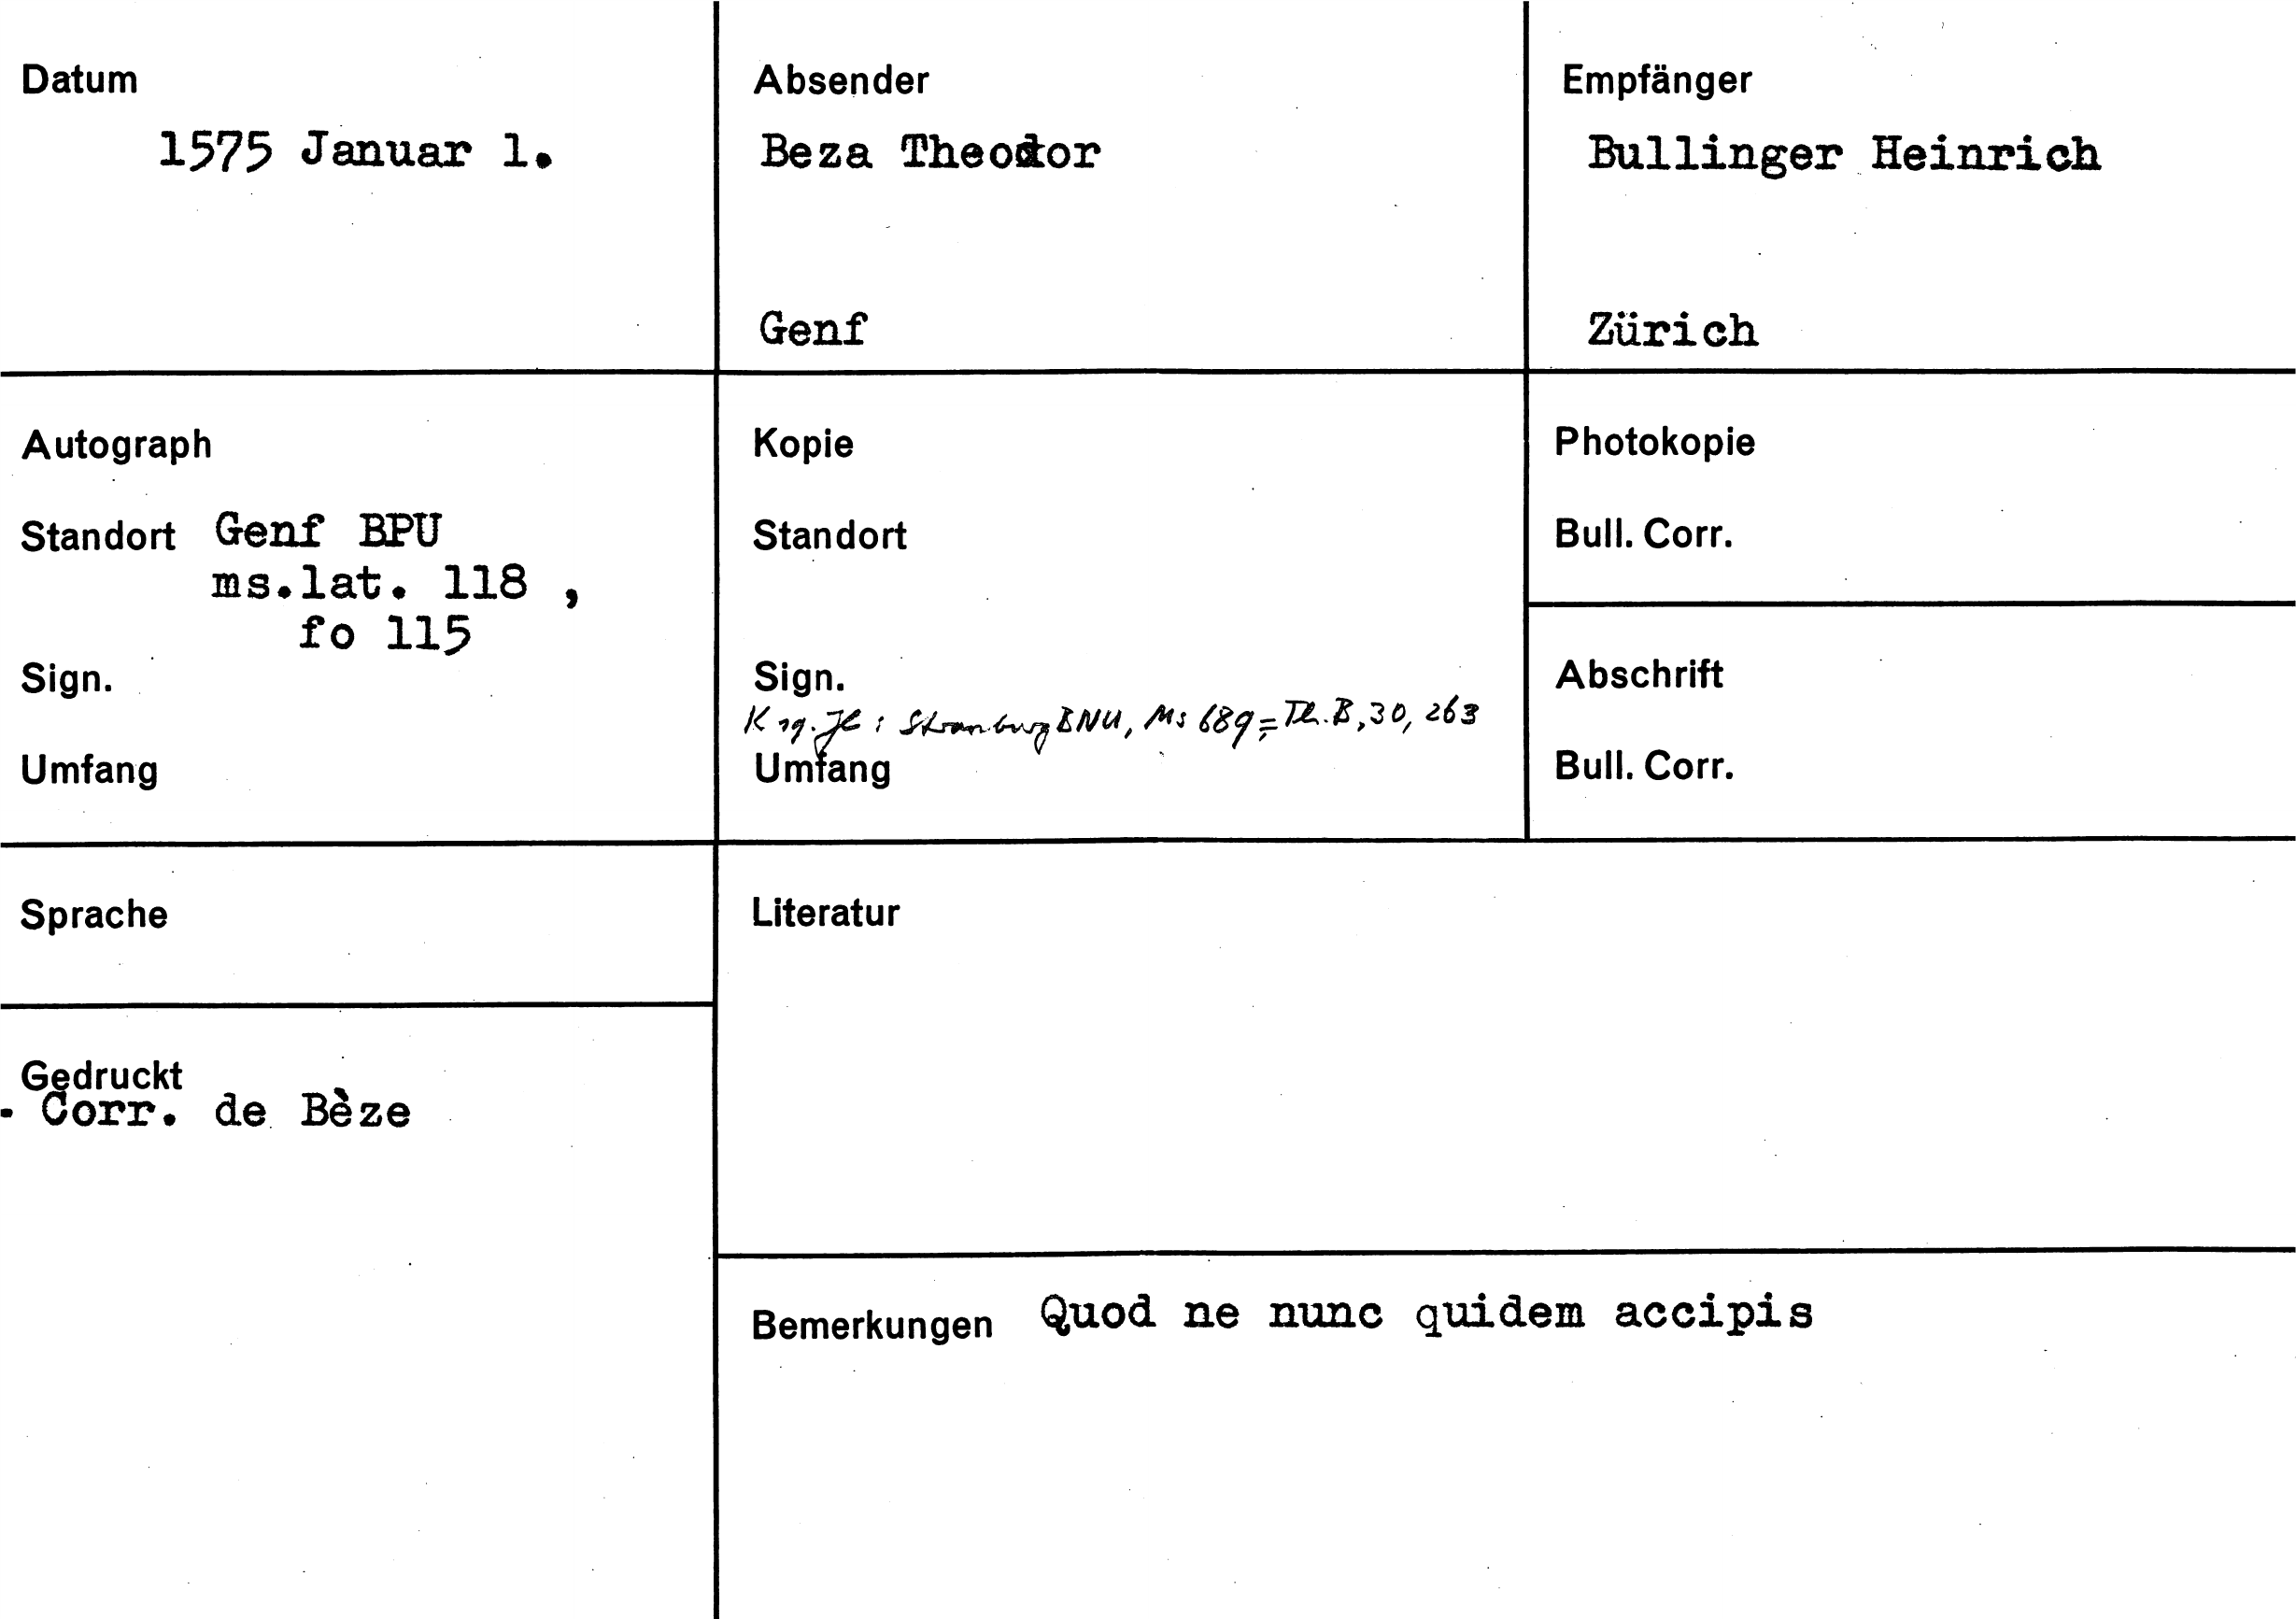 Datum
1575 Januar 1.
Absender
Beza Theodor
Genf
Empfänger
Bullinger Heinrich
Zürich
Autograph
Standort Genf BPU
ms.lat. 118 ,
fo 115
Sign.
Umfang
Kopie
Standort
Sign.
: Strassburg BNU, Ms 689 = Th. B, 30, 263
Umfang
Photokopie
Bull. Corr.
Abschrift
Bull. Corr.
Sprache
Gedruckt
- Corr. de Bèze
Literatur
Bemerkungen Quod ne nunc quidem accipis